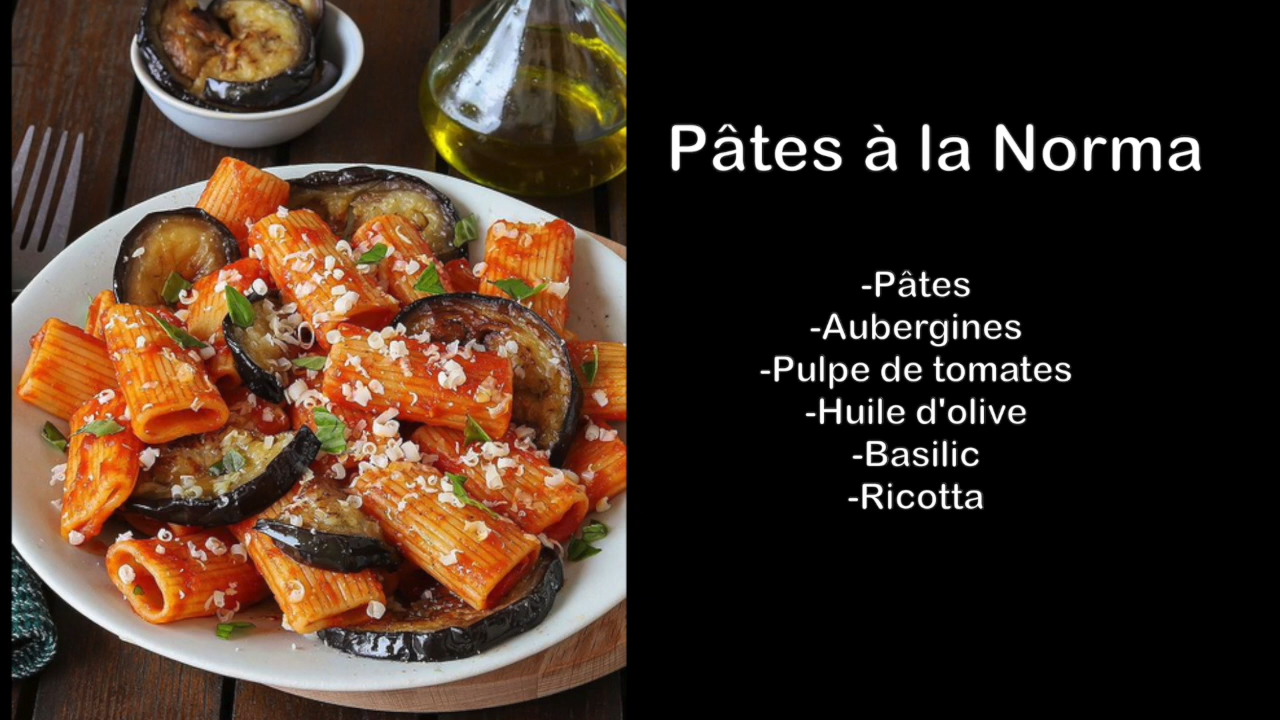 Pâtes à la Norma
-Pâtes
-Aubergines
-Pulpe de tomates
-Huile d'olive
-Basilic
-Ricotta